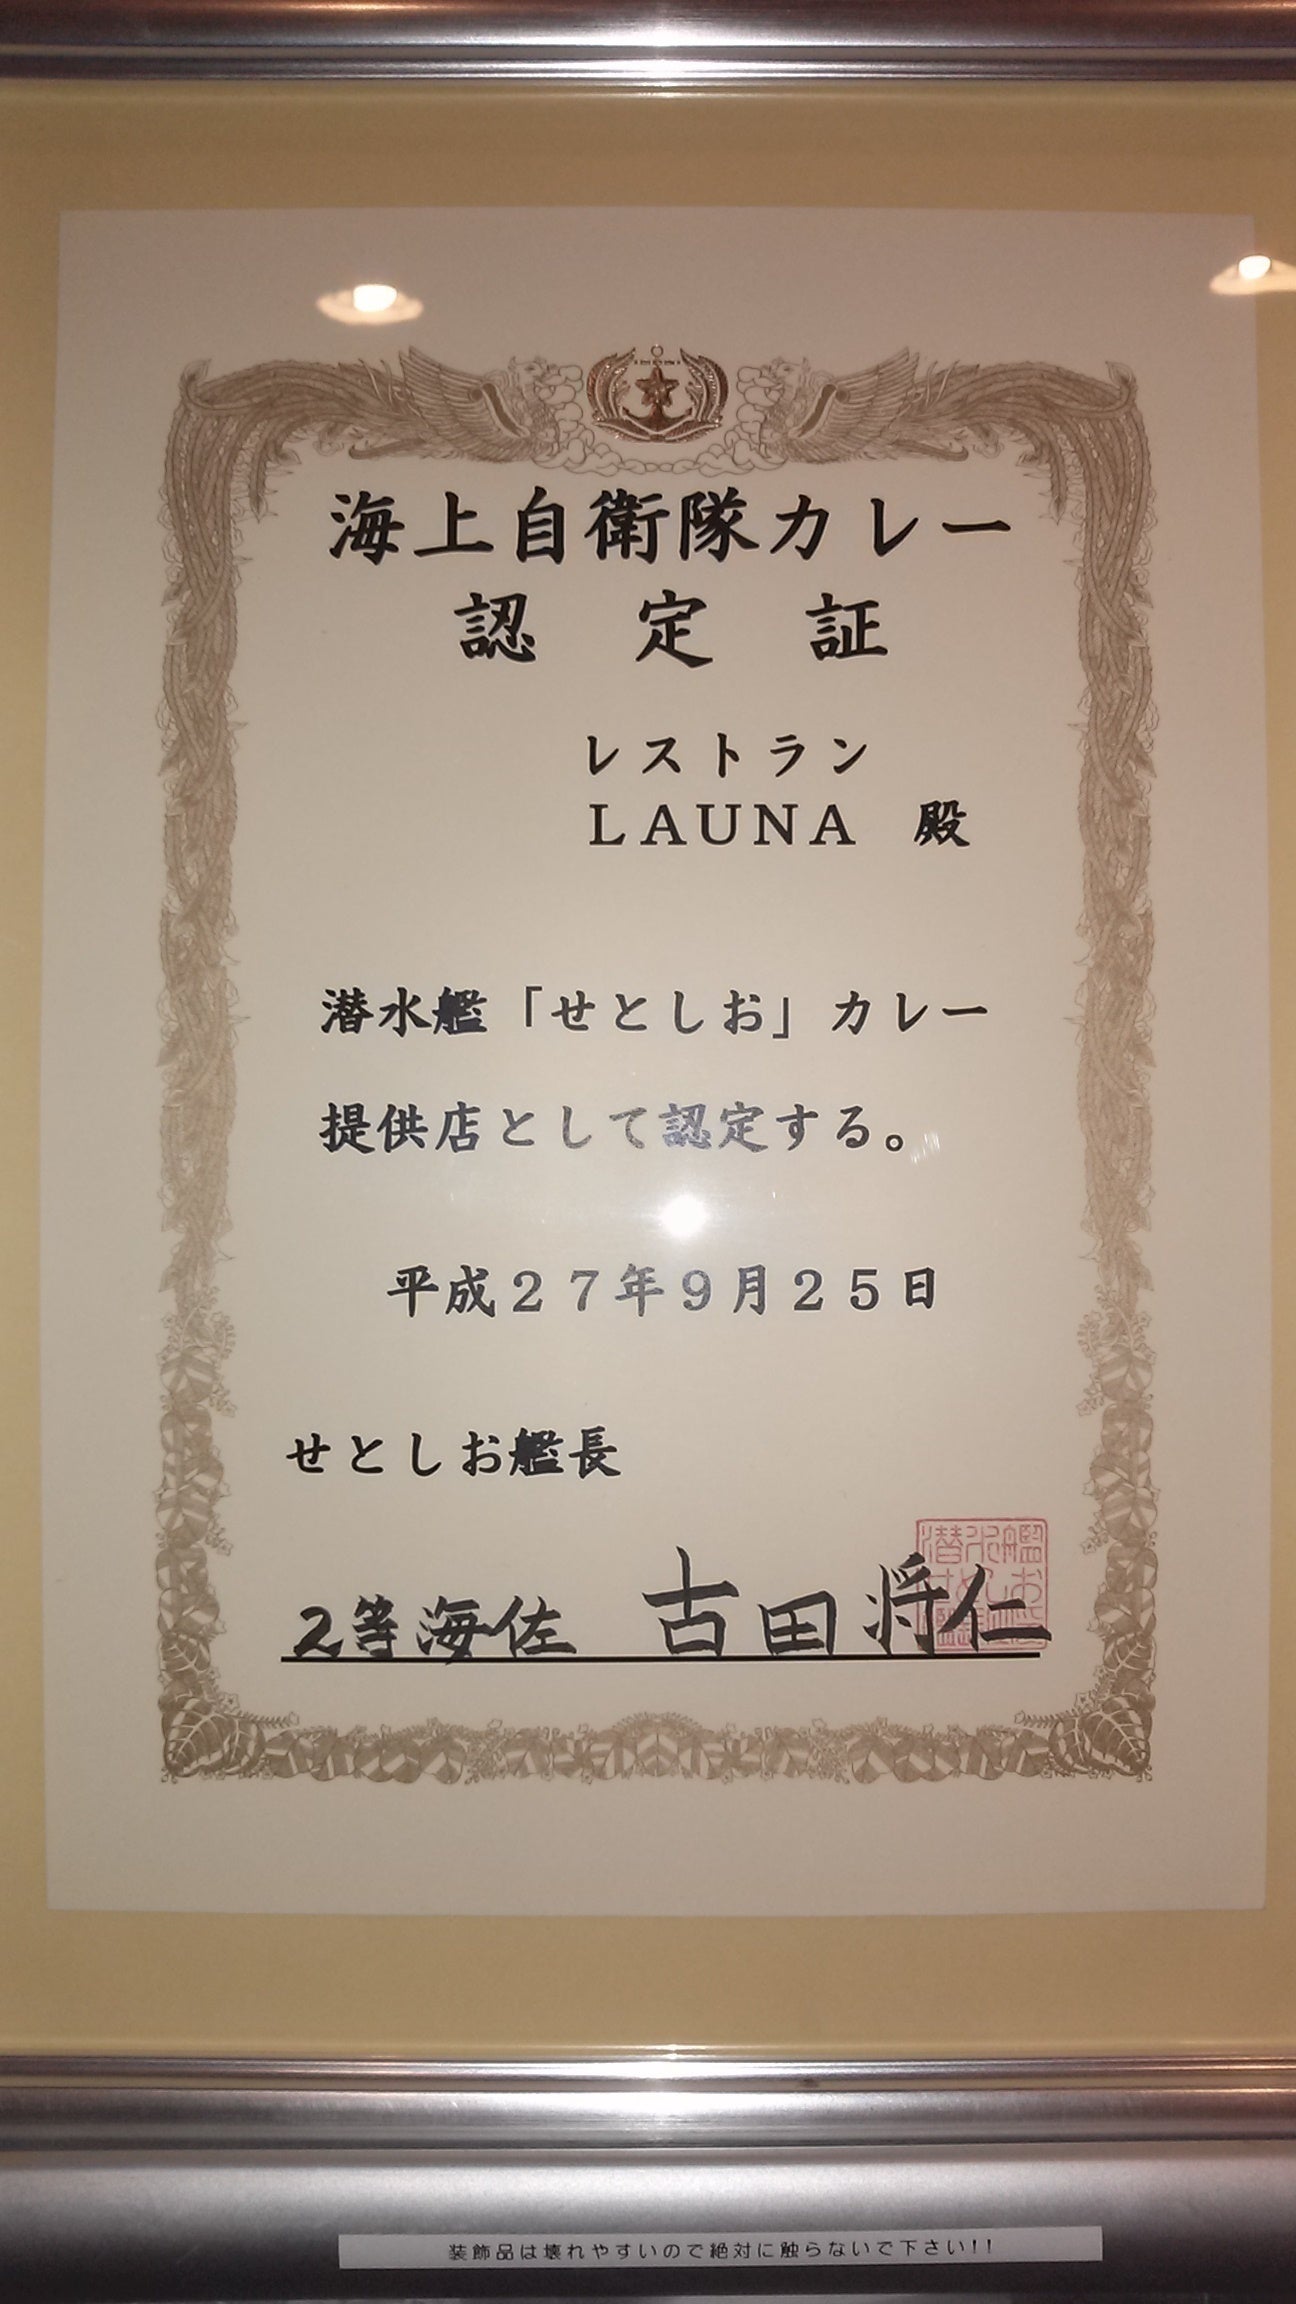 海上自衛隊カレー
認 定 証
レストラン
LAUNA 殿
潜水艦「せとしお」カレー
提供店として認定する。
平成27年9月25日
せとしお艦長
2等海佐 古田将仁
装飾品は壊れやすいので絶対に触らないで下さい!!